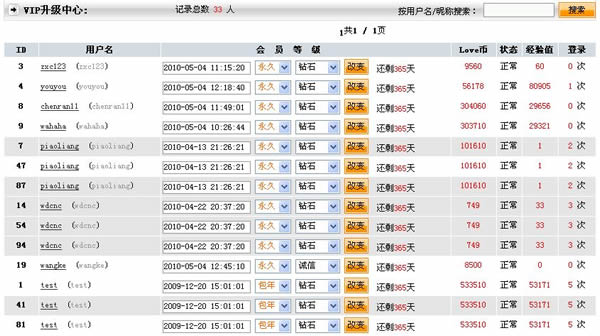 VIP升级中心: 记录总数 33 人 按用户名/昵称搜索: 搜索
1共1 / 1页
ID 用户名 会 员 等 级 Love币 状态 经验值 登录
3 zxc123 (zxc123) 2010-05-04 11:15:20 永久 钻石 改变 还剩365天 9560 正常 60 0 次
4 youyou (youyou) 2010-05-04 12:18:40 永久 钻石 改变 还剩365天 56178 正常 80905 1 次
8 chenran11 (chenran11) 2010-05-04 11:49:01 永久 钻石 改变 还剩365天 304060 正常 29656 0 次
9 wahaha (wahaha) 2010-05-04 10:26:44 永久 钻石 改变 还剩365天 303710 正常 29321 0 次
7 piaoliang (piaoliang) 2010-04-13 21:26:21 永久 钻石 改变 还剩365天 101610 正常 1 2 次
47 piaoliang (piaoliang) 2010-04-13 21:26:21 永久 钻石 改变 还剩365天 101610 正常 1 2 次
87 piaoliang (piaoliang) 2010-04-13 21:26:21 永久 钻石 改变 还剩365天 101610 正常 1 2 次
14 wdcnc (wdcnc) 2010-04-22 20:37:20 永久 钻石 改变 还剩365天 749 正常 33 3 次
54 wdcnc (wdcnc) 2010-04-22 20:37:20 永久 钻石 改变 还剩365天 749 正常 33 3 次
94 wdcnc (wdcnc) 2010-04-22 20:37:20 永久 钻石 改变 还剩365天 749 正常 33 3 次
19 wangke (wangke) 2010-05-04 12:45:10 永久 诚信 改变 还剩365天 8500 正常 0 0 次
1 test (test) 2009-12-20 15:01:01 包年 钻石 改变 还剩365天 533510 正常 53171 5 次
41 test (test) 2009-12-20 15:01:01 包年 钻石 改变 还剩365天 533510 正常 53171 5 次
81 test (test) 2009-12-20 15:01:01 包年 钻石 改变 还剩365天 533510 正常 53171 5 次